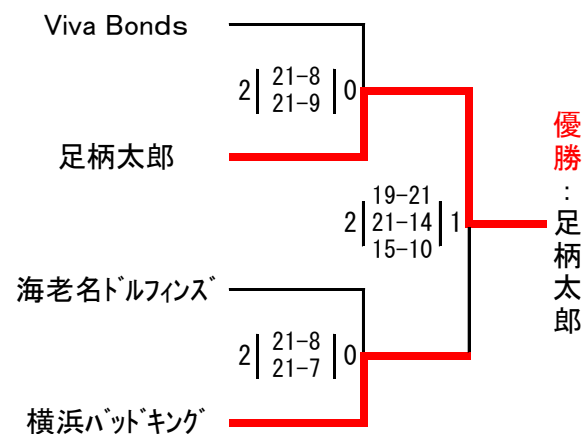 Viva Bonds
2 21-8 0
21-9
足柄太郎
19-21
2 21-14 1
15-10
優勝：足柄太郎
海老名ﾄﾞﾙﾌｨﾝｽﾞ
2 21-8 0
21-7
横浜ﾊﾞｯﾄﾞｷﾝｸﾞ